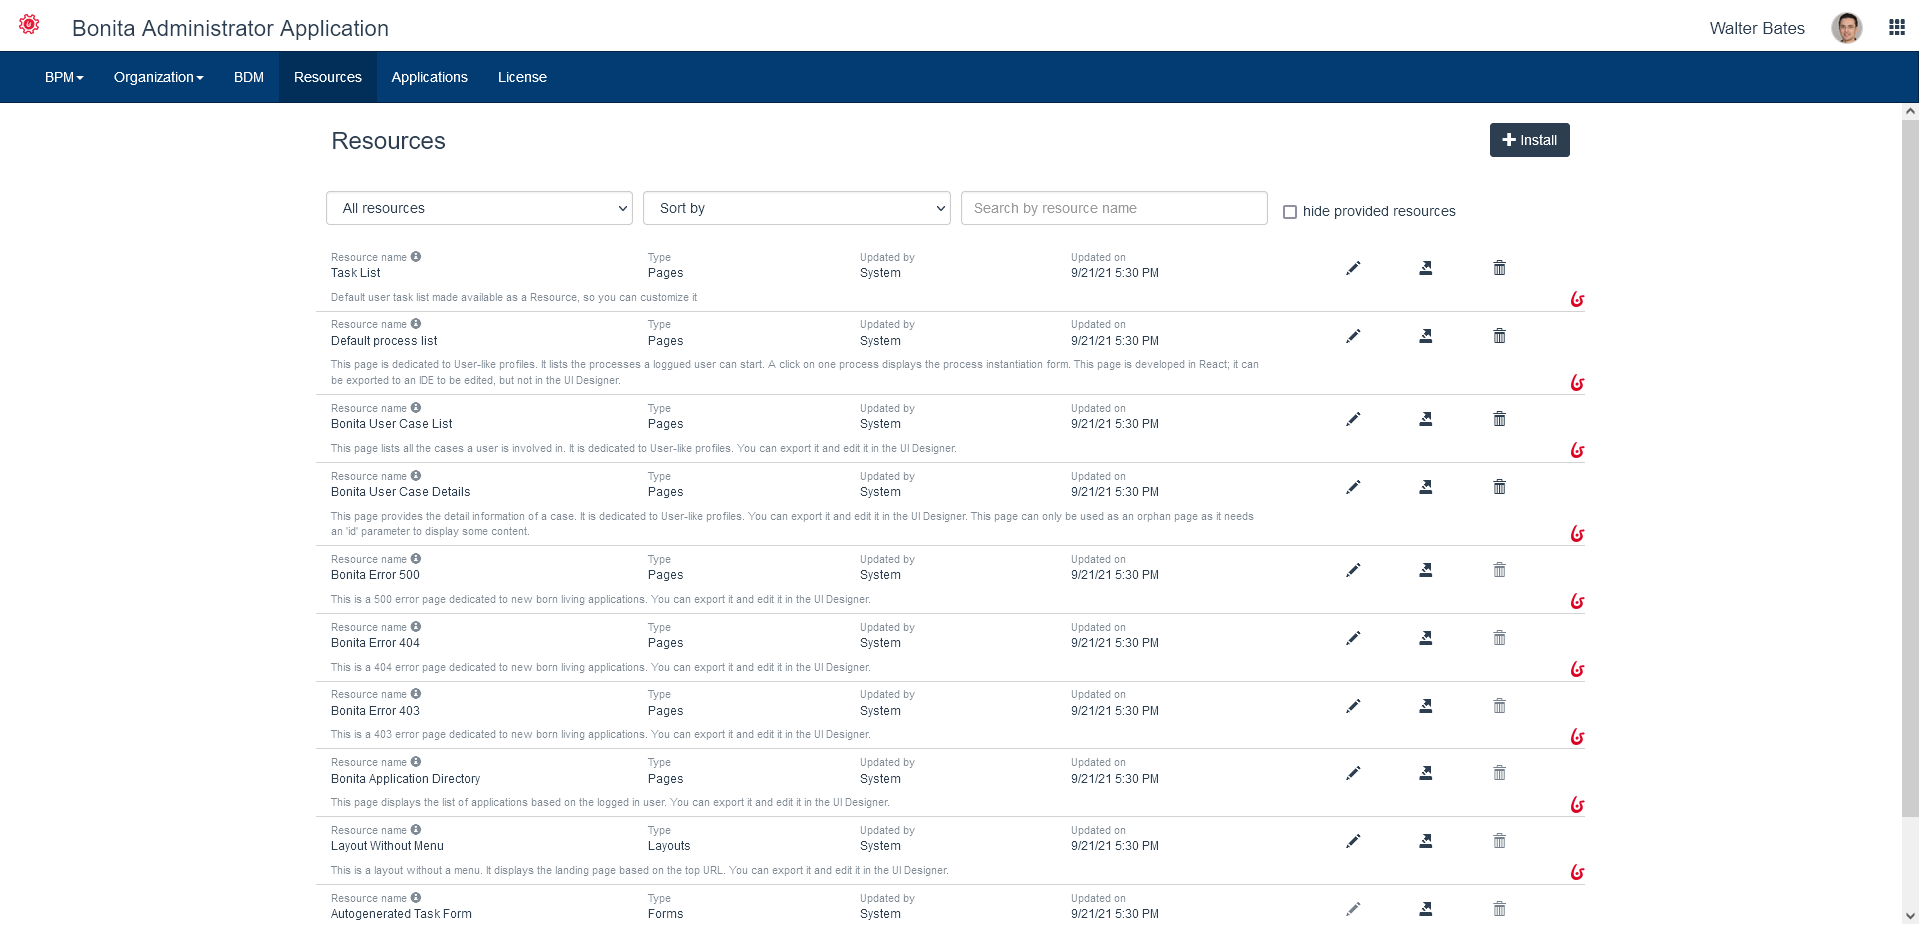 Bonita Administrator Application
Walter Bates
BPM Organization BDM Resources Applications License
Resources
Install
All resources Sort by Search by resource name hide provided resources
Resource name Type Updated by Updated on
Task List Pages System 9/21/21 5:30 PM
Default user task list made available as a Resource, so you can customize it
Resource name Type Updated by Updated on
Default process list Pages System 9/21/21 5:30 PM
This page is dedicated to User-like profiles. It lists the processes a loggued user can start. A click on one process displays the process instantiation form. This page is developed in React; it can
be exported to an IDE to be edited, but not in the UI Designer.
Resource name Type Updated by Updated on
Bonita User Case List Pages System 9/21/21 5:30 PM
This page lists all the cases a user is involved in. It is dedicated to User-like profiles. You can export it and edit it in the UI Designer.
Resource name Type Updated by Updated on
Bonita User Case Details Pages System 9/21/21 5:30 PM
This page provides the detail information of a case. It is dedicated to User-like profiles. You can export it and edit it in the UI Designer. This page can only be used as an orphan page as it needs
an 'id' parameter to display some content.
Resource name Type Updated by Updated on
Bonita Error 500 Pages System 9/21/21 5:30 PM
This is a 500 error page dedicated to new born living applications. You can export it and edit it in the UI Designer.
Resource name Type Updated by Updated on
Bonita Error 404 Pages System 9/21/21 5:30 PM
This is a 404 error page dedicated to new born living applications. You can export it and edit it in the UI Designer.
Resource name Type Updated by Updated on
Bonita Error 403 Pages System 9/21/21 5:30 PM
This is a 403 error page dedicated to new born living applications. You can export it and edit it in the UI Designer.
Resource name Type Updated by Updated on
Bonita Application Directory Pages System 9/21/21 5:30 PM
This page displays the list of applications based on the logged in user. You can export it and edit it in the UI Designer.
Resource name Type Updated by Updated on
Layout Without Menu Layouts System 9/21/21 5:30 PM
This is a layout without a menu. It displays the landing page based on the top URL. You can export it and edit it in the UI Designer.
Resource name Type Updated by Updated on
Autogenerated Task Form Forms System 9/21/21 5:30 PM